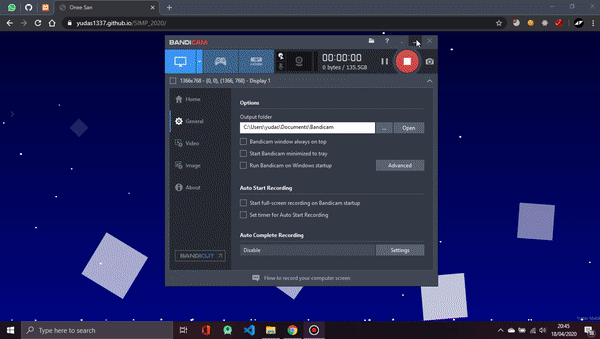 Onee San
yudas1337.github.io/SIMP_2020/
BANDICAM
00:00:00
0 bytes / 135.5GB
1366x768 - (0, 0), (1366, 768) - Display 1
Home
General
Video
Image
About
BANDICUT
Options
Output folder
C:\Users\yudas\Documents\Bandicam
... Open
Bandicam window always on top
Start Bandicam minimized to tray
Run Bandicam on Windows startup
Advanced
Auto Start Recording
Start full-screen recording on Bandicam startup
Set timer for Auto Start Recording
Auto Complete Recording
Disable Settings
How to record your computer screen
Type here to search
20:45
18/04/2020